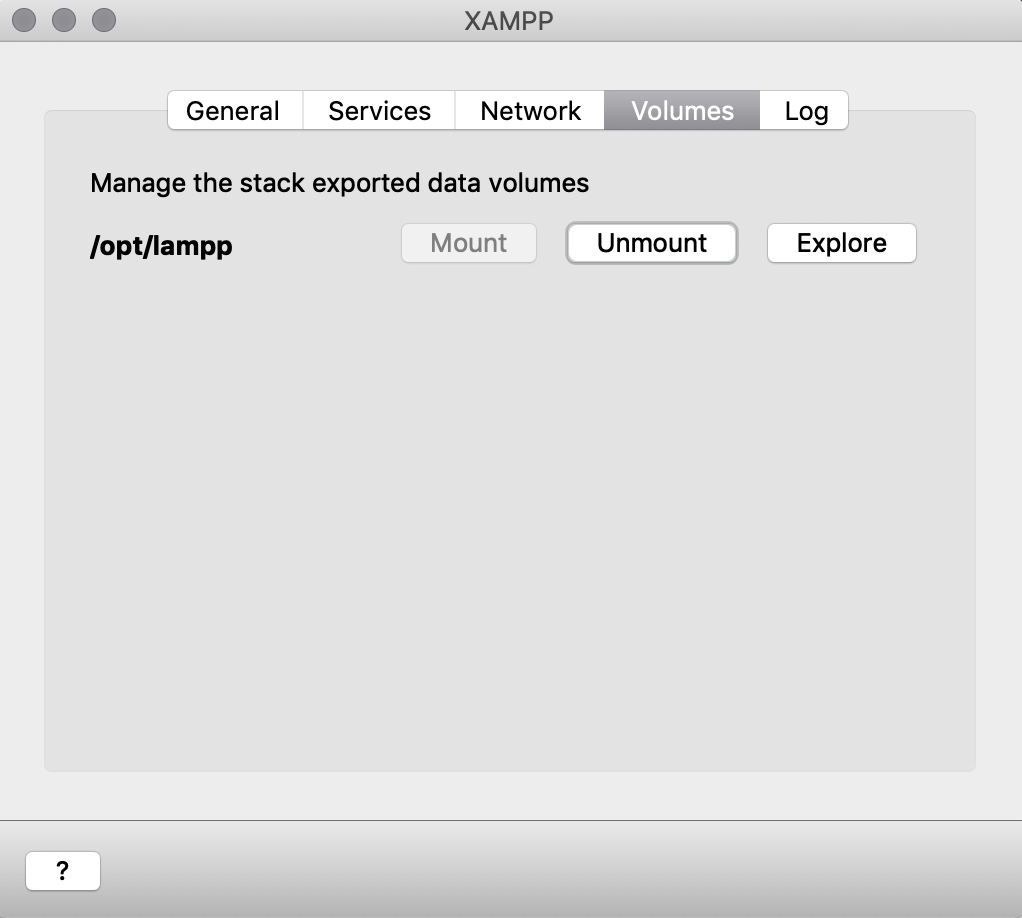 XAMPP
General Services Network Volumes Log
Manage the stack exported data volumes
/opt/lampp Mount Unmount Explore
?